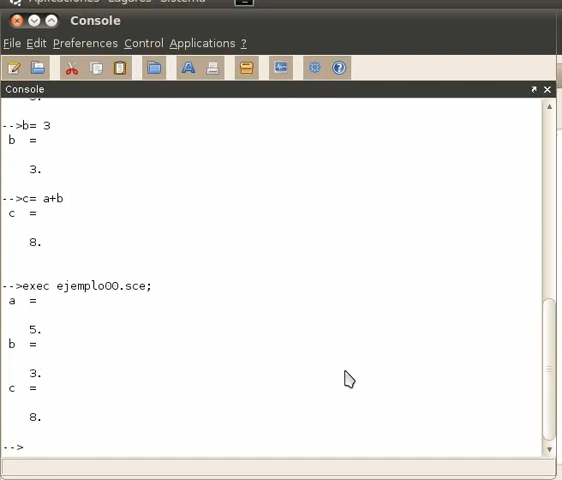 Aplicaciones Lugares Sistema
Console
File Edit Preferences Control Applications ?
Console
-->b= 3
b =
3.
-->c= a+b
c =
8.
-->exec ejemplo00.sce;
a =
5.
b =
3.
c =
8.
-->